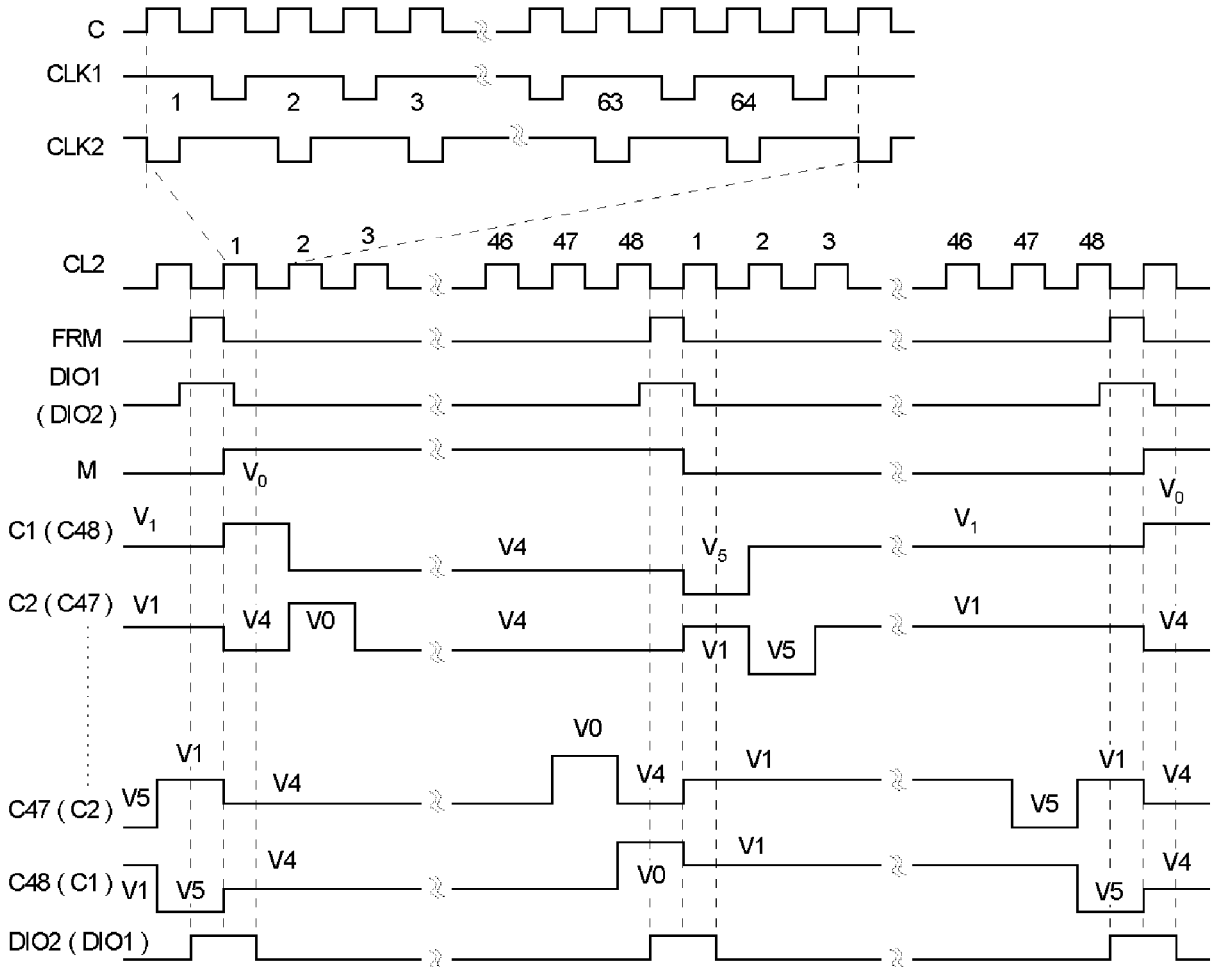 C
CLK1
1 2 3 63 64
CLK2
1 2 3 46 47 48 1 2 3 46 47 48
CL2
FRM
DIO1
( DIO2 )
M
V0 V0
V1 V4 V5 V1
C1 ( C48 )
C2 ( C47 )
V1 V4 V0 V4 V1 V5 V1 V4
V0
V1 V4 V4 V1 V1 V4
V5 V5
C47 ( C2 )
V4 V1 V4
C48 ( C1 )
V1 V5 V0 V5
DIO2 ( DIO1 )